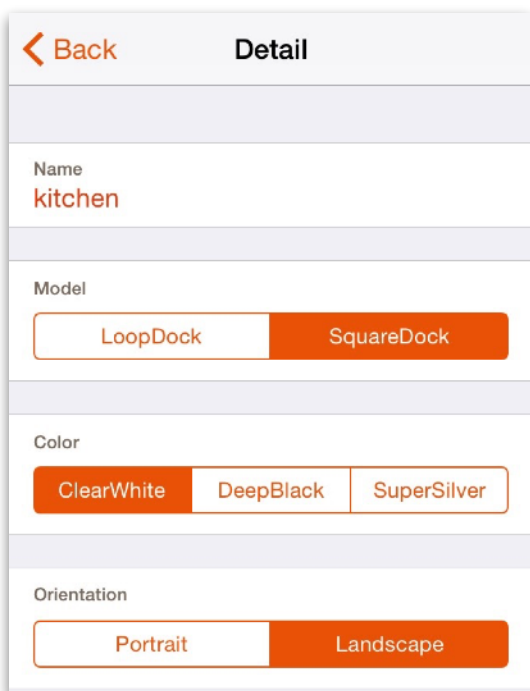 Back Detail
Name
kitchen
Model
LoopDock SquareDock
Color
ClearWhite DeepBlack SuperSilver
Orientation
Portrait Landscape